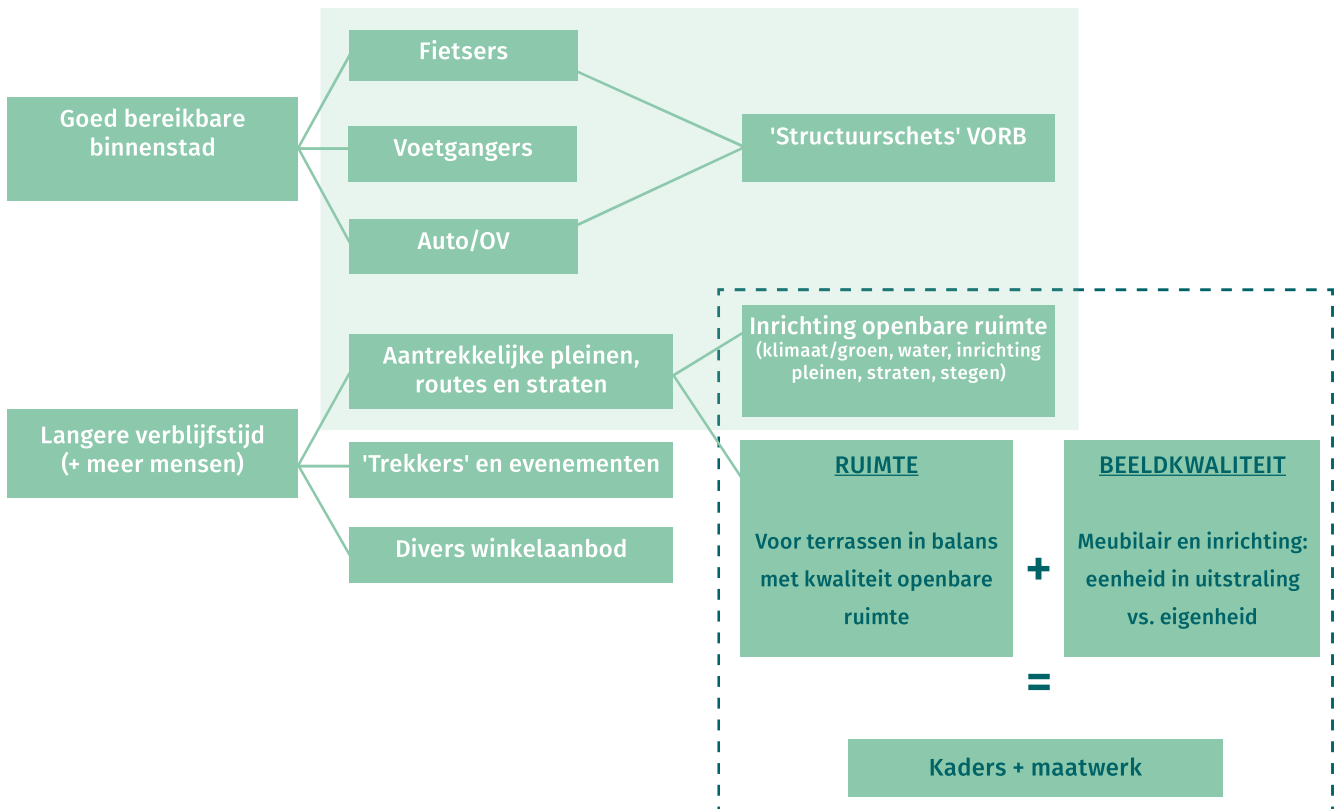 Fietsers
Goed bereikbare
binnenstad
Voetgangers
'Structuurschets' VORB
Auto/OV
Inrichting openbare ruimte
(klimaat/groen, water, inrichting
pleinen, straten, stegen)
Aantrekkelijke pleinen,
routes en straten
Langere verblijfstijd
(+ meer mensen)
'Trekkers' en evenementen
Divers winkelaanbod
RUIMTE
Voor terrassen in balans
met kwaliteit openbare
ruimte
+
BEELDKWALITEIT
Meubilair en inrichting:
eenheid in uitstraling
vs. eigenheid
=
Kaders + maatwerk